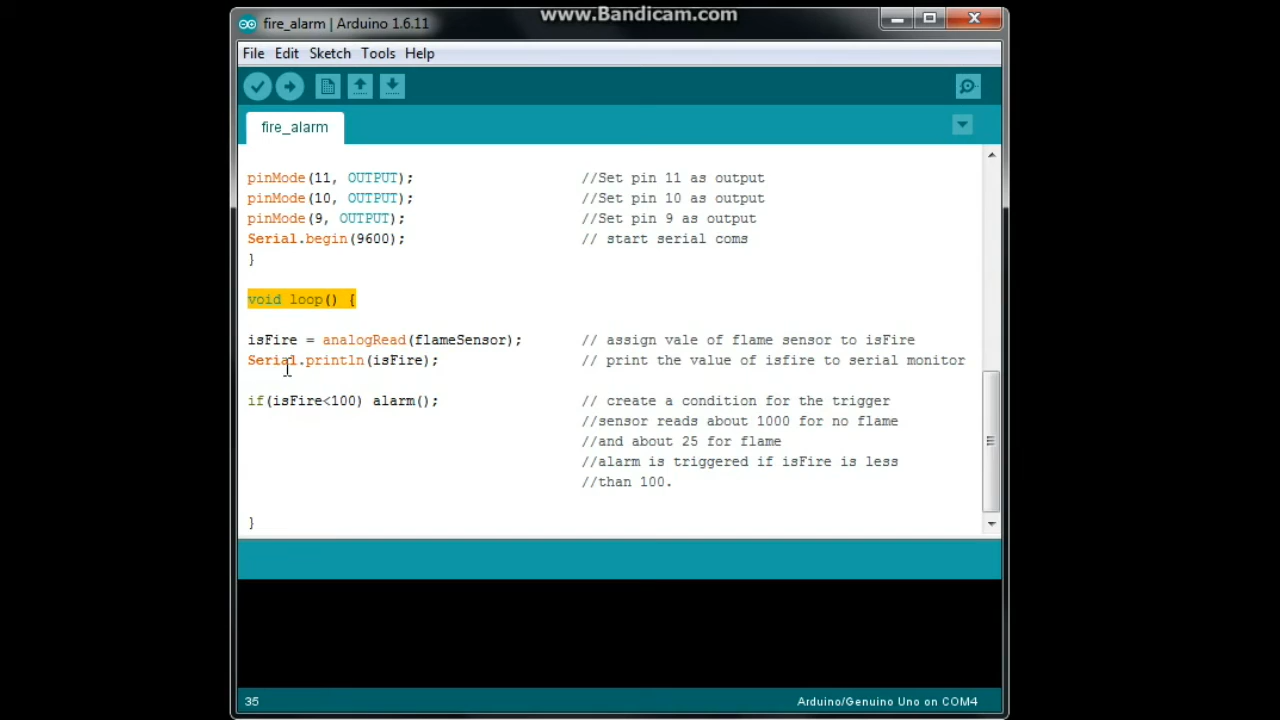 www.Bandicam.com
fire_alarm | Arduino 1.6.11
File Edit Sketch Tools Help
fire_alarm
pinMode(11, OUTPUT); //Set pin 11 as output
pinMode(10, OUTPUT); //Set pin 10 as output
pinMode(9, OUTPUT); //Set pin 9 as output
Serial.begin(9600); // start serial coms
}
void loop() {
isFire = analogRead(flameSensor); // assign vale of flame sensor to isFire
Serial.println(isFire); // print the value of isfire to serial monitor
if(isFire<100) alarm(); // create a condition for the trigger
//sensor reads about 1000 for no flame
//and about 25 for flame
//alarm is triggered if isFire is less
//than 100.
}
35 Arduino/Genuino Uno on COM4